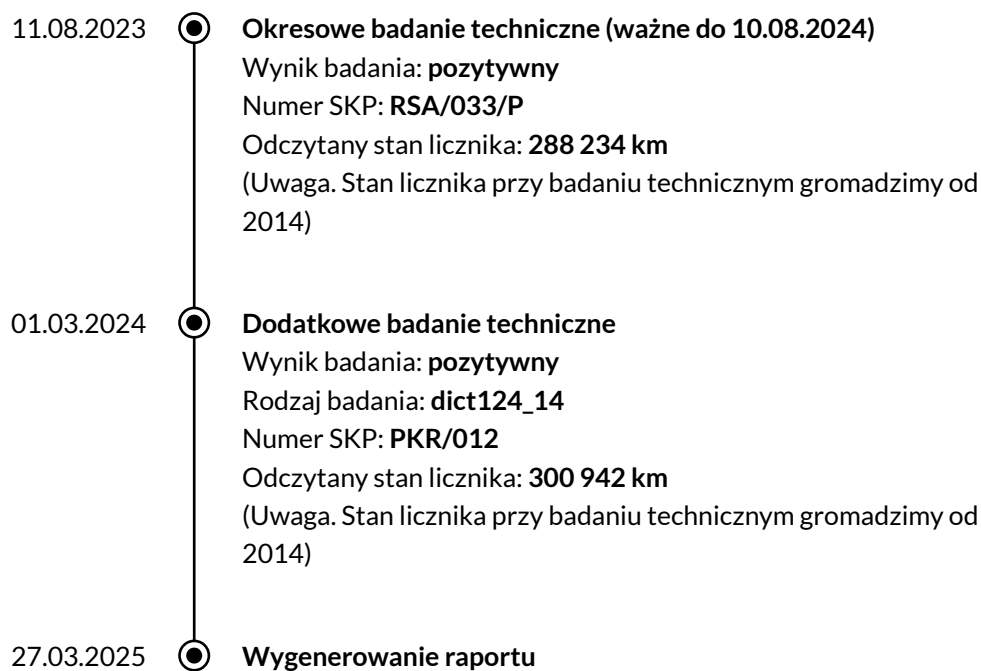 11.08.2023 Okresowe badanie techniczne (ważne do 10.08.2024)
Wynik badania: pozytywny
Numer SKP: RSA/033/P
Odczytany stan licznika: 288 234 km
(Uwaga. Stan licznika przy badaniu technicznym gromadzimy od
2014)
01.03.2024 Dodatkowe badanie techniczne
Wynik badania: pozytywny
Rodzaj badania: dict124_14
Numer SKP: PKR/012
Odczytany stan licznika: 300 942 km
(Uwaga. Stan licznika przy badaniu technicznym gromadzimy od
2014)
27.03.2025 Wygenerowanie raportu